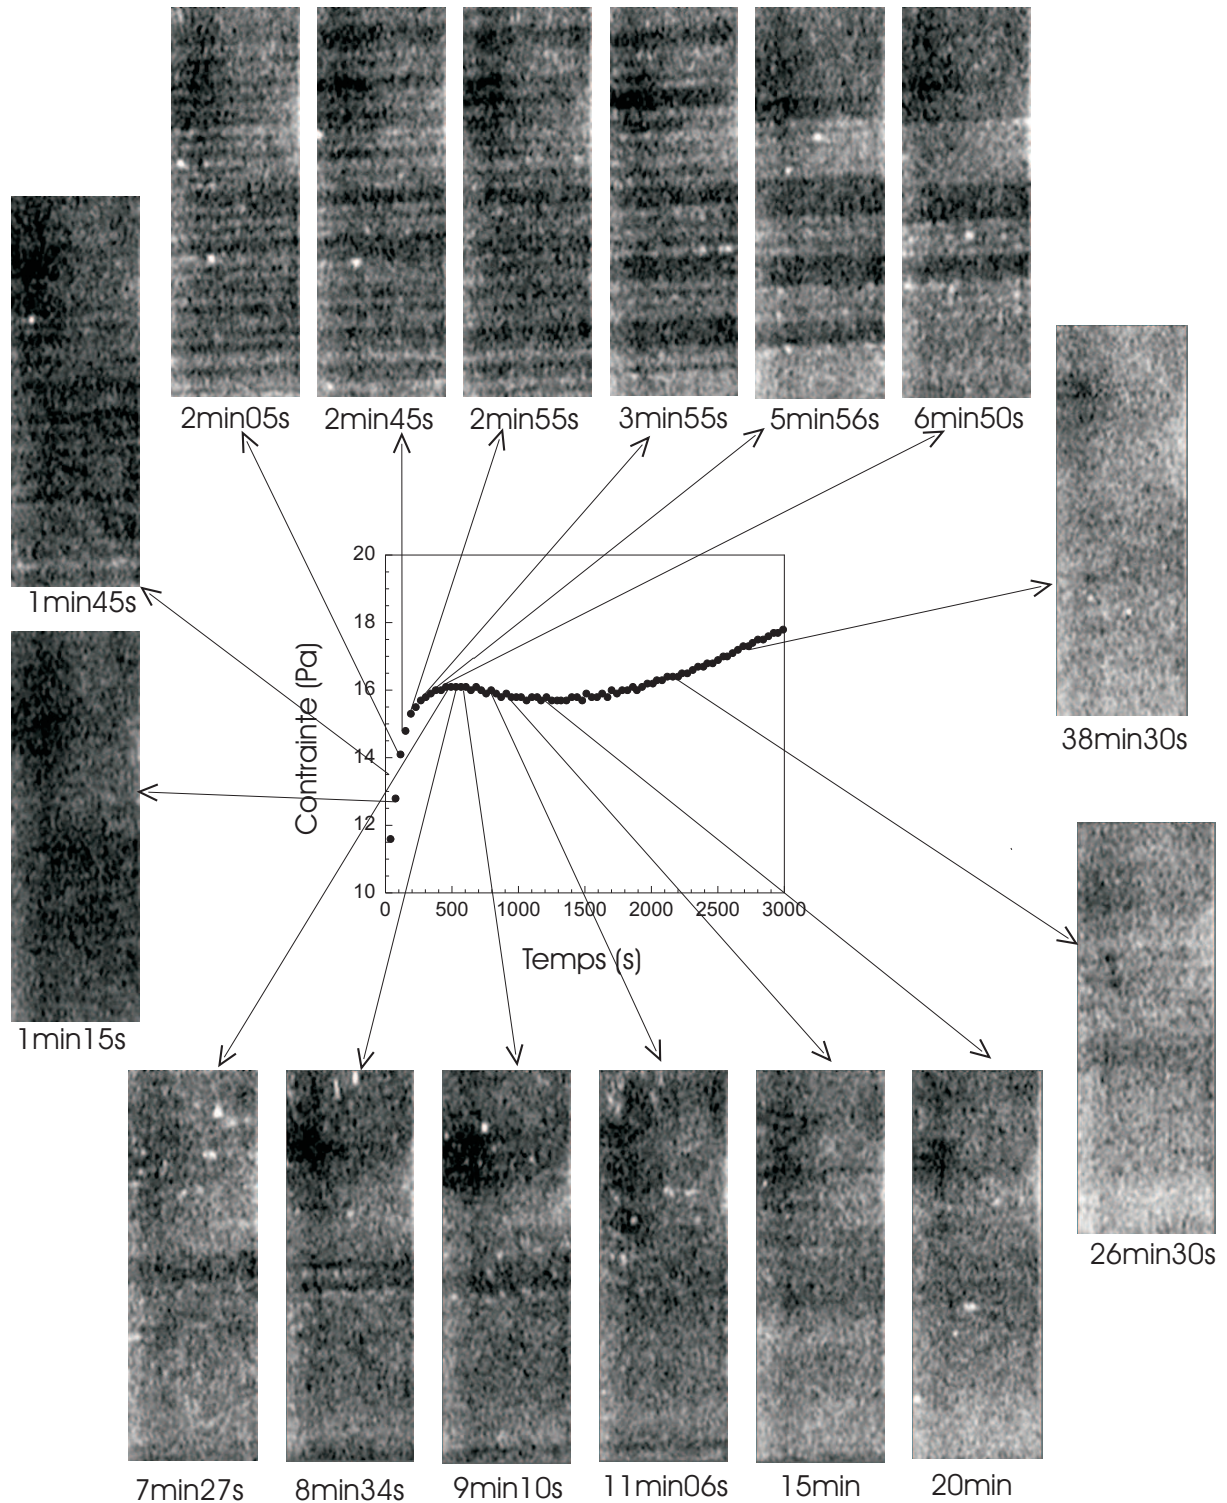 2min05s
2min45s
2min55s
3min55s
5min56s
6min50s
1min45s
38min30s
1min15s
26min30s
20
18
16
14
12
10
Contrainte (Pa)
0
500
1000
1500
2000
2500
3000
Temps (s)
7min27s
8min34s
9min10s
11min06s
15min
20min